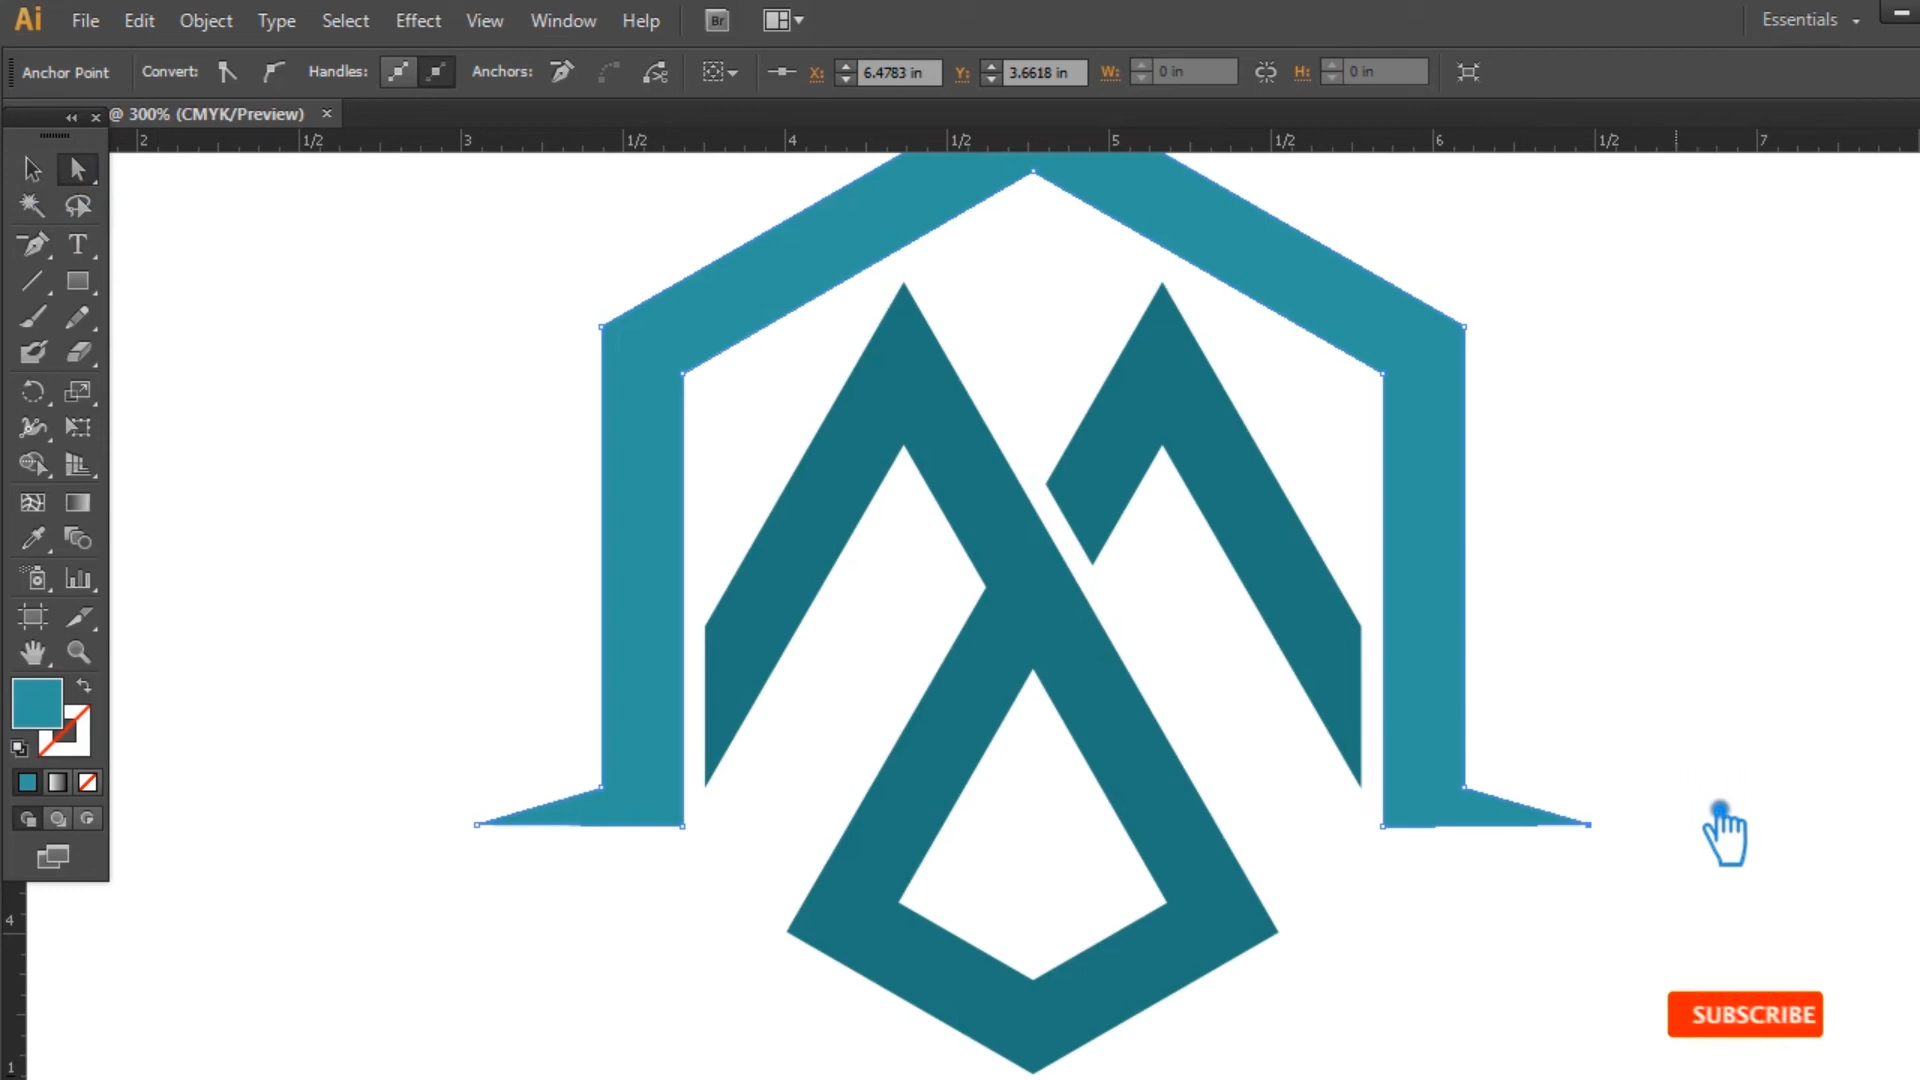 Ai File Edit Object Type Select Effect View Window Help Br Essentials
Anchor Point Convert: Handles: Anchors: X: 6.4783 in Y: 3.6618 in W: 0 in H: 0 in
@ 300% (CMYK/Preview) ×
2 1/2 3 1/2 4 1/2 5 1/2 6 1/2 7
T
4
1
SUBSCRIBE